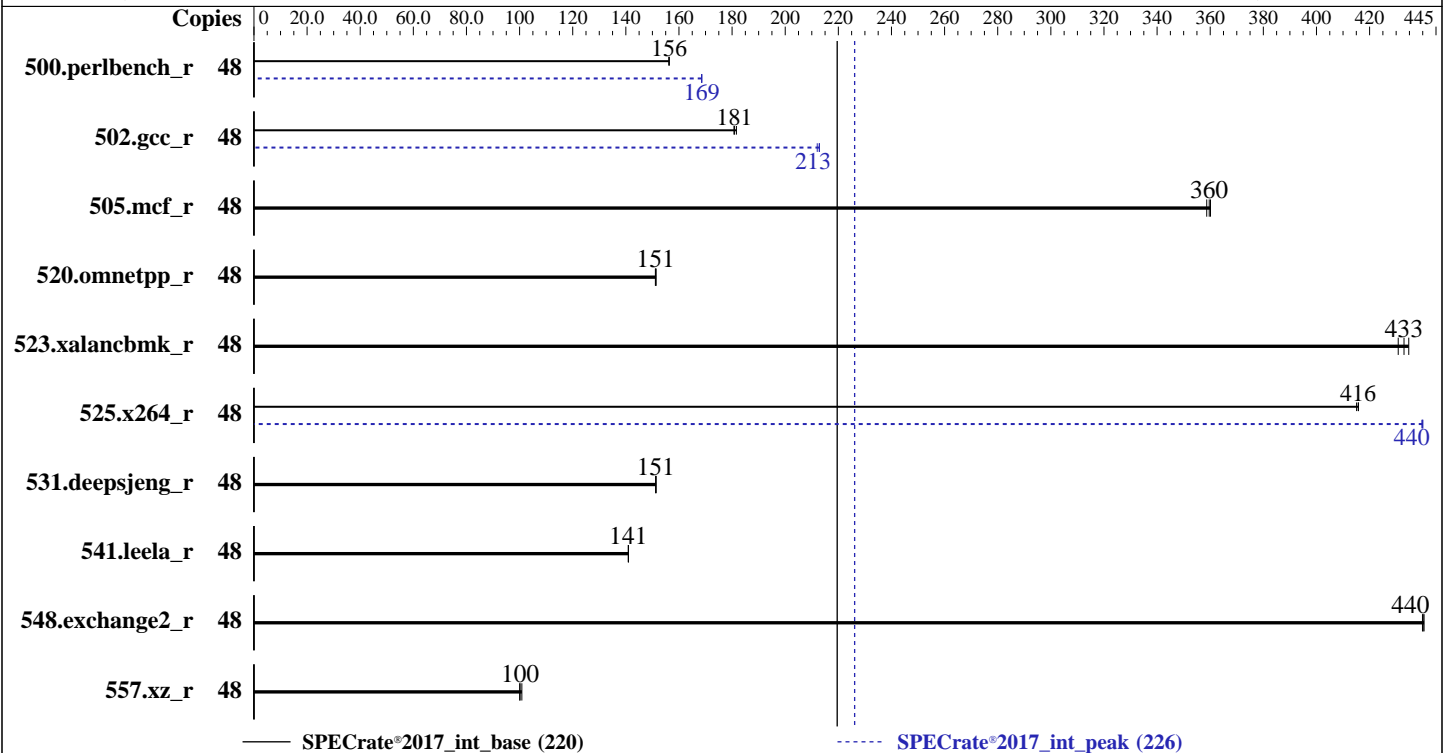 Copies 0 20.0 40.0 60.0 80.0 100 120 140 160 180 200 220 240 260 280 300 320 340 360 380 400 420 445
500.perlbench_r 48 156
169
502.gcc_r 48 181
213
505.mcf_r 48 360
520.omnetpp_r 48 151
523.xalancbmk_r 48 433
525.x264_r 48 416
440
531.deepsjeng_r 48 151
541.leela_r 48 141
548.exchange2_r 48 440
557.xz_r 48 100
SPECrate®2017_int_base (220) SPECrate®2017_int_peak (226)